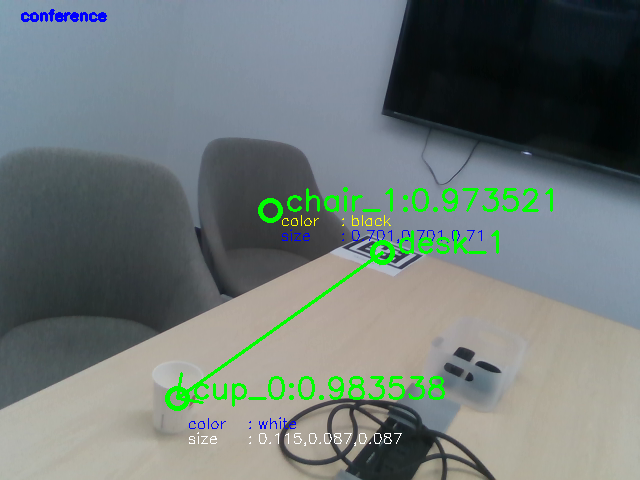 conference
chair_1:0.973521
color : black
size : 0.701,0.701,0.71
desk_1
cup_0:0.983538
color : white
size : 0.115,0.087,0.087